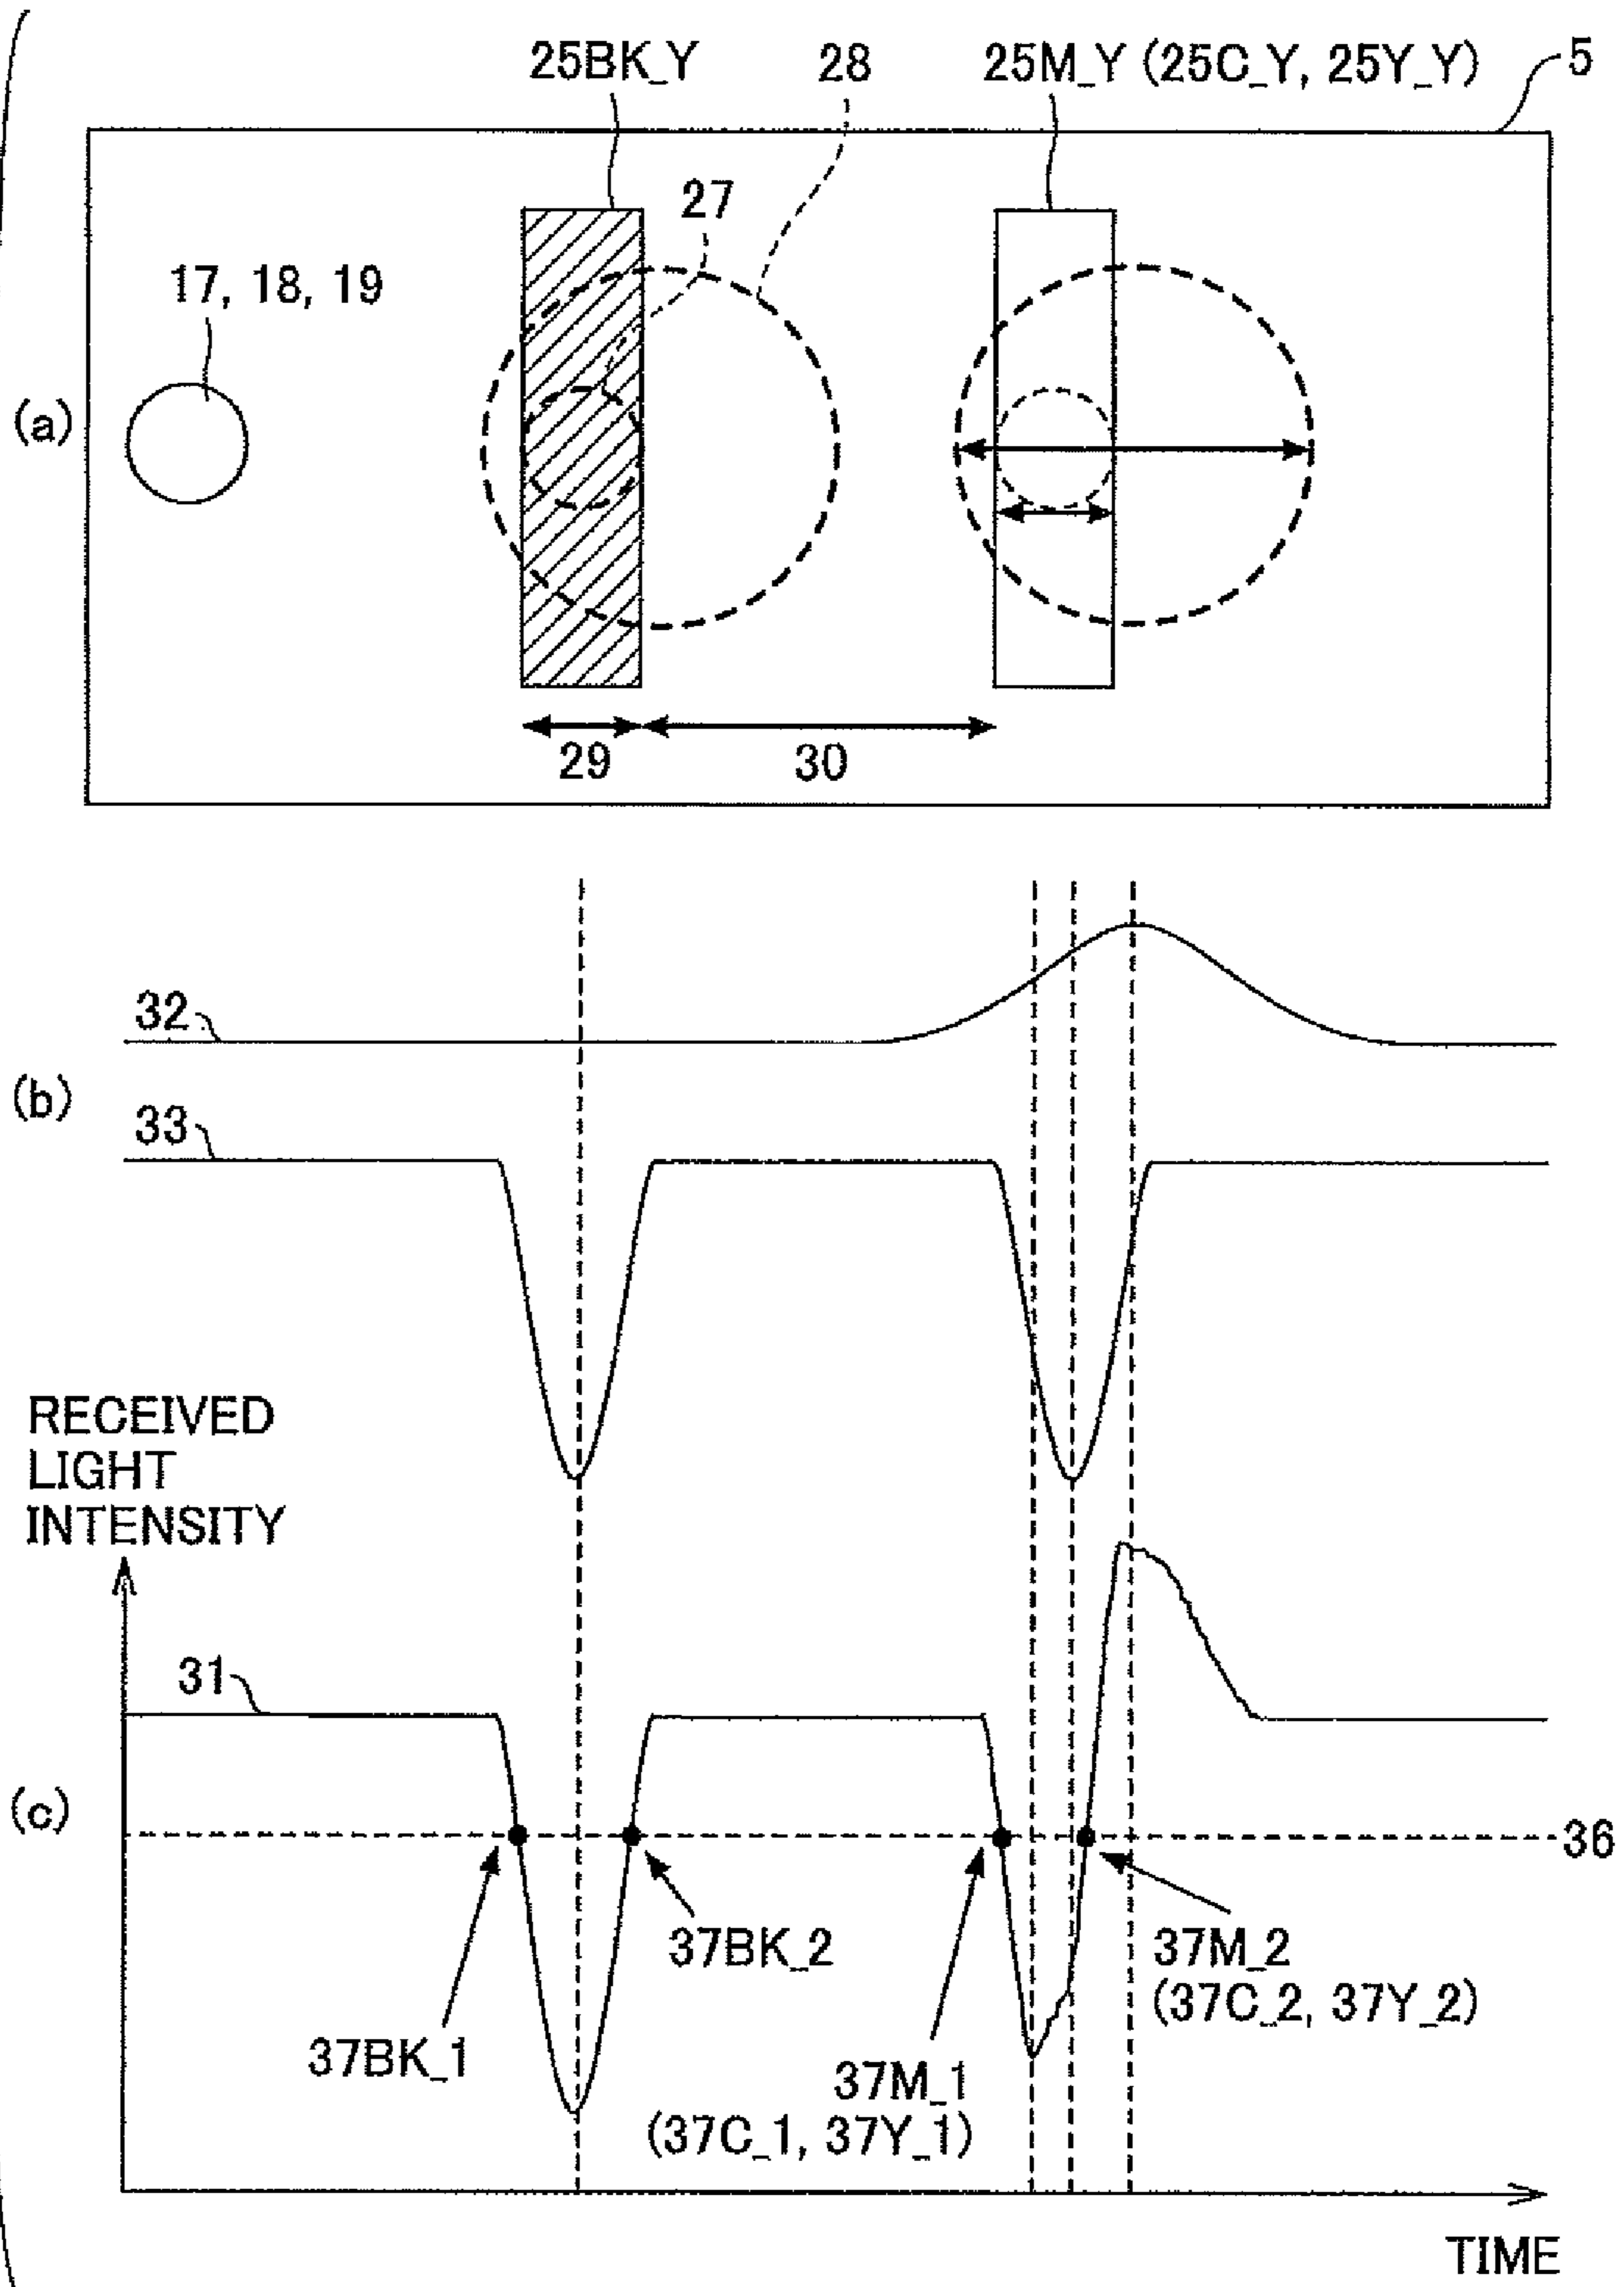 25BK_Y 28 25M_Y (25C_Y, 25Y_Y) 5
27
17, 18, 19
(a)
29 30
32
(b)
33
RECEIVED
LIGHT
INTENSITY
31
(c)
36
37BK_2 37M_2
(37C_2, 37Y_2)
37BK_1 37M_1
(37C_1, 37Y_1)
TIME